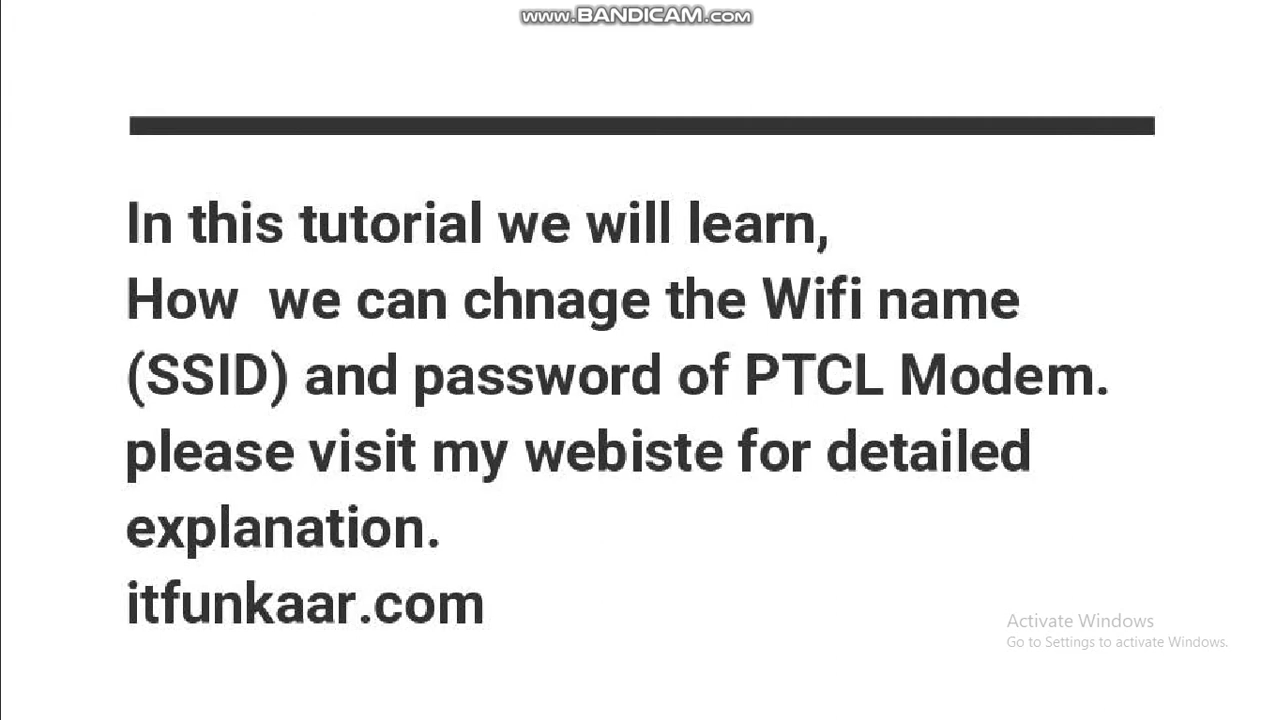 www.BANDICAM.com
In this tutorial we will learn,
How  we can chnage the Wifi name
(SSID) and password of PTCL Modem.
please visit my webiste for detailed
explanation.
itfunkaar.com
Activate Windows
Go to Settings to activate Windows.